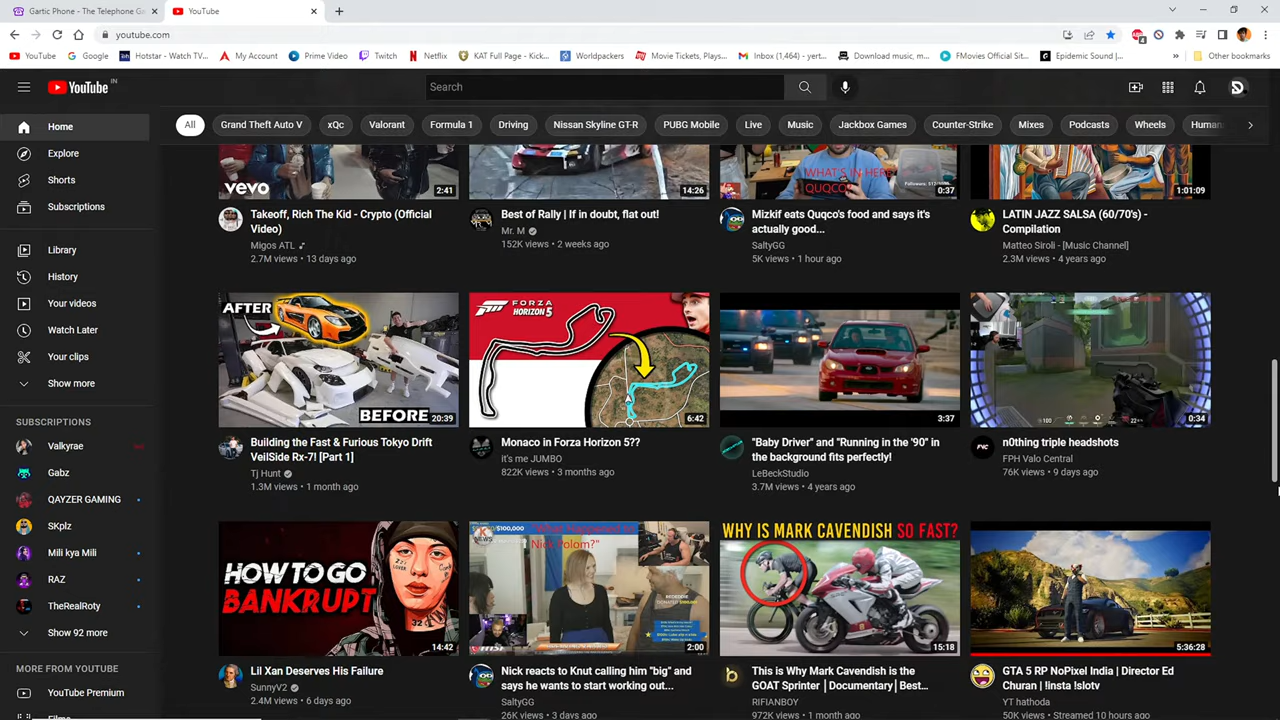 Gartic Phone - The Telephone Ga
YouTube
youtube.com
YouTube
Google
Hotstar - Watch TV...
My Account
Prime Video
Twitch
Netflix
KAT Full Page - Kick...
Worldpackers
Movie Tickets, Plays...
Inbox (1,464) - yert...
Download music, m...
FMovies Official Sit...
Epidemic Sound |...
Other bookmarks
YouTube IN
Search
All
Grand Theft Auto V
xQc
Valorant
Formula 1
Driving
Nissan Skyline GT-R
PUBG Mobile
Live
Music
Jackbox Games
Counter-Strike
Mixes
Podcasts
Wheels
Human
Home
Explore
Shorts
Subscriptions
Library
History
Your videos
Watch Later
Your clips
Show more
SUBSCRIPTIONS
Valkyrae
Gabz
QAYZER GAMING
SKplz
Mili kya Mili
RAZ
TheRealRoty
Show 92 more
MORE FROM YOUTUBE
YouTube Premium
vevo
2:41
Takeoff, Rich The Kid - Crypto (Official
Video)
Migos ATL
2.7M views • 13 days ago
14:26
Best of Rally | If in doubt, flat out!
Mr. M
152K views • 2 weeks ago
WHAT'S IN HERE
QUQCO?
0:37
Mizkif eats Quqco's food and says it's
actually good...
SaltyGG
5K views • 1 hour ago
1:01:09
LATIN JAZZ SALSA (60/70's) -
Compilation
Matteo Siroli - [Music Channel]
2.3M views • 4 years ago
AFTER
BEFORE
20:39
Building the Fast & Furious Tokyo Drift
VeilSide Rx-7! [Part 1]
Tj Hunt
1.3M views • 1 month ago
FORZA
HORIZON 5
6:42
Monaco in Forza Horizon 5??
it's me JUMBO
822K views • 3 months ago
3:37
"Baby Driver" and "Running in the '90" in
the background fits perfectly!
LeBeckStudio
3.7M views • 4 years ago
0:34
n0thing triple headshots
FPH Valo Central
76K views • 9 days ago
HOW TO GO
BANKRUPT
14:42
Lil Xan Deserves His Failure
SunnyV2
2.4M views • 6 days ago
$100,000
"What Happened to
Nick Polom?"
2:00
Nick reacts to Knut calling him "big" and
says he wants to start working out...
SaltyGG
26K views • 3 days ago
WHY IS MARK CAVENDISH SO FAST?
15:18
This is Why Mark Cavendish is the
GOAT Sprinter | Documentary | Best...
RIFIANBOY
972K views • 1 month ago
5:36:28
GTA 5 RP NoPixel India | Director Ed
Churan | !insta !slotv
YT hathoda
50K views • Streamed 10 hours ago